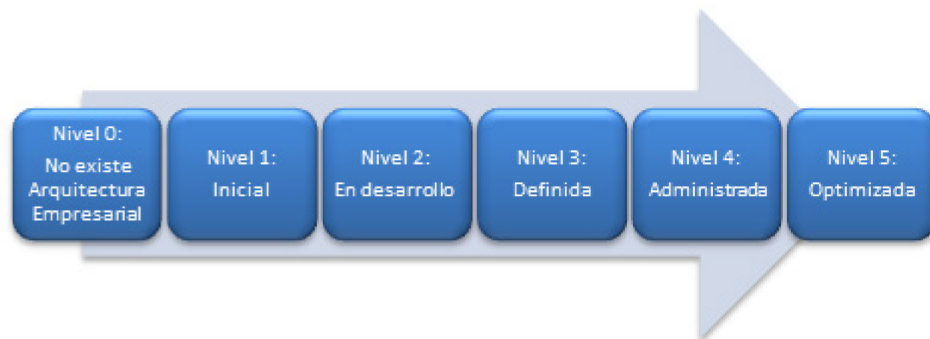 Nivel 0:
No existe
Arquitectura
Empresarial
Nivel 1:
Inicial
Nivel 2:
En desarrollo
Nivel 3:
Definida
Nivel 4:
Administrada
Nivel 5:
Optimizada